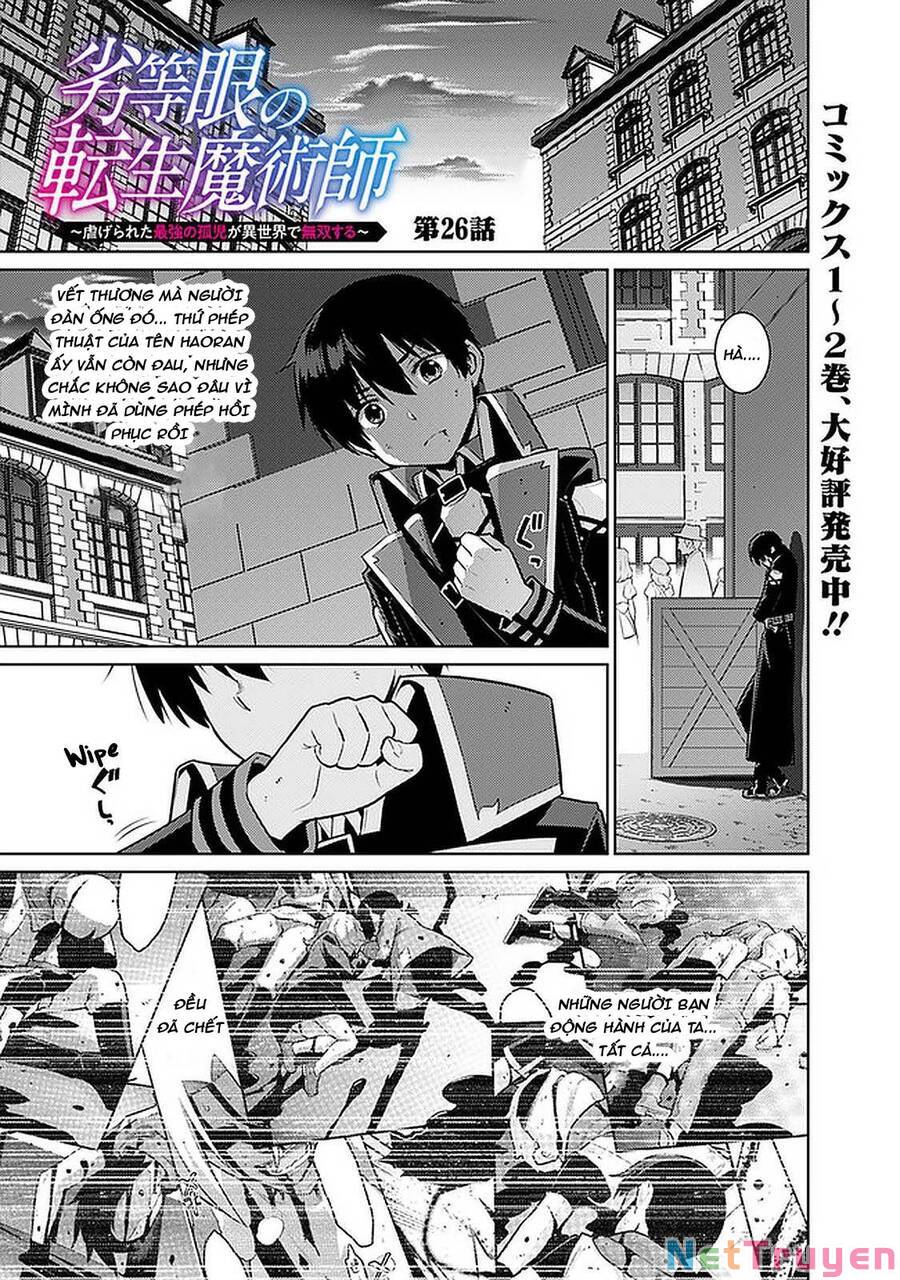 劣等眼の
転生魔術師
～虐げられた最強の孤児が異世界で無双する～
第26話
コミックス1～2巻、大好評発売中!!
HÀ....
VẾT THƯƠNG MÀ NGƯỜI
ĐÀN ÔNG ĐÓ... THỨ PHÉP
THUẬT CỦA TÊN HAORAN
ẤY VẪN CÒN ĐAU, NHƯNG
CHẮC KHÔNG SAO ĐÂU VÌ
MÌNH ĐÃ DÙNG PHÉP HỒI
PHỤC RỒI
Wipe
NHỮNG NGƯỜI BẠN
ĐỘNG HÀNH CỦA TA...
TẤT CẢ....
ĐỀU
ĐÃ CHẾT
NetTruyen